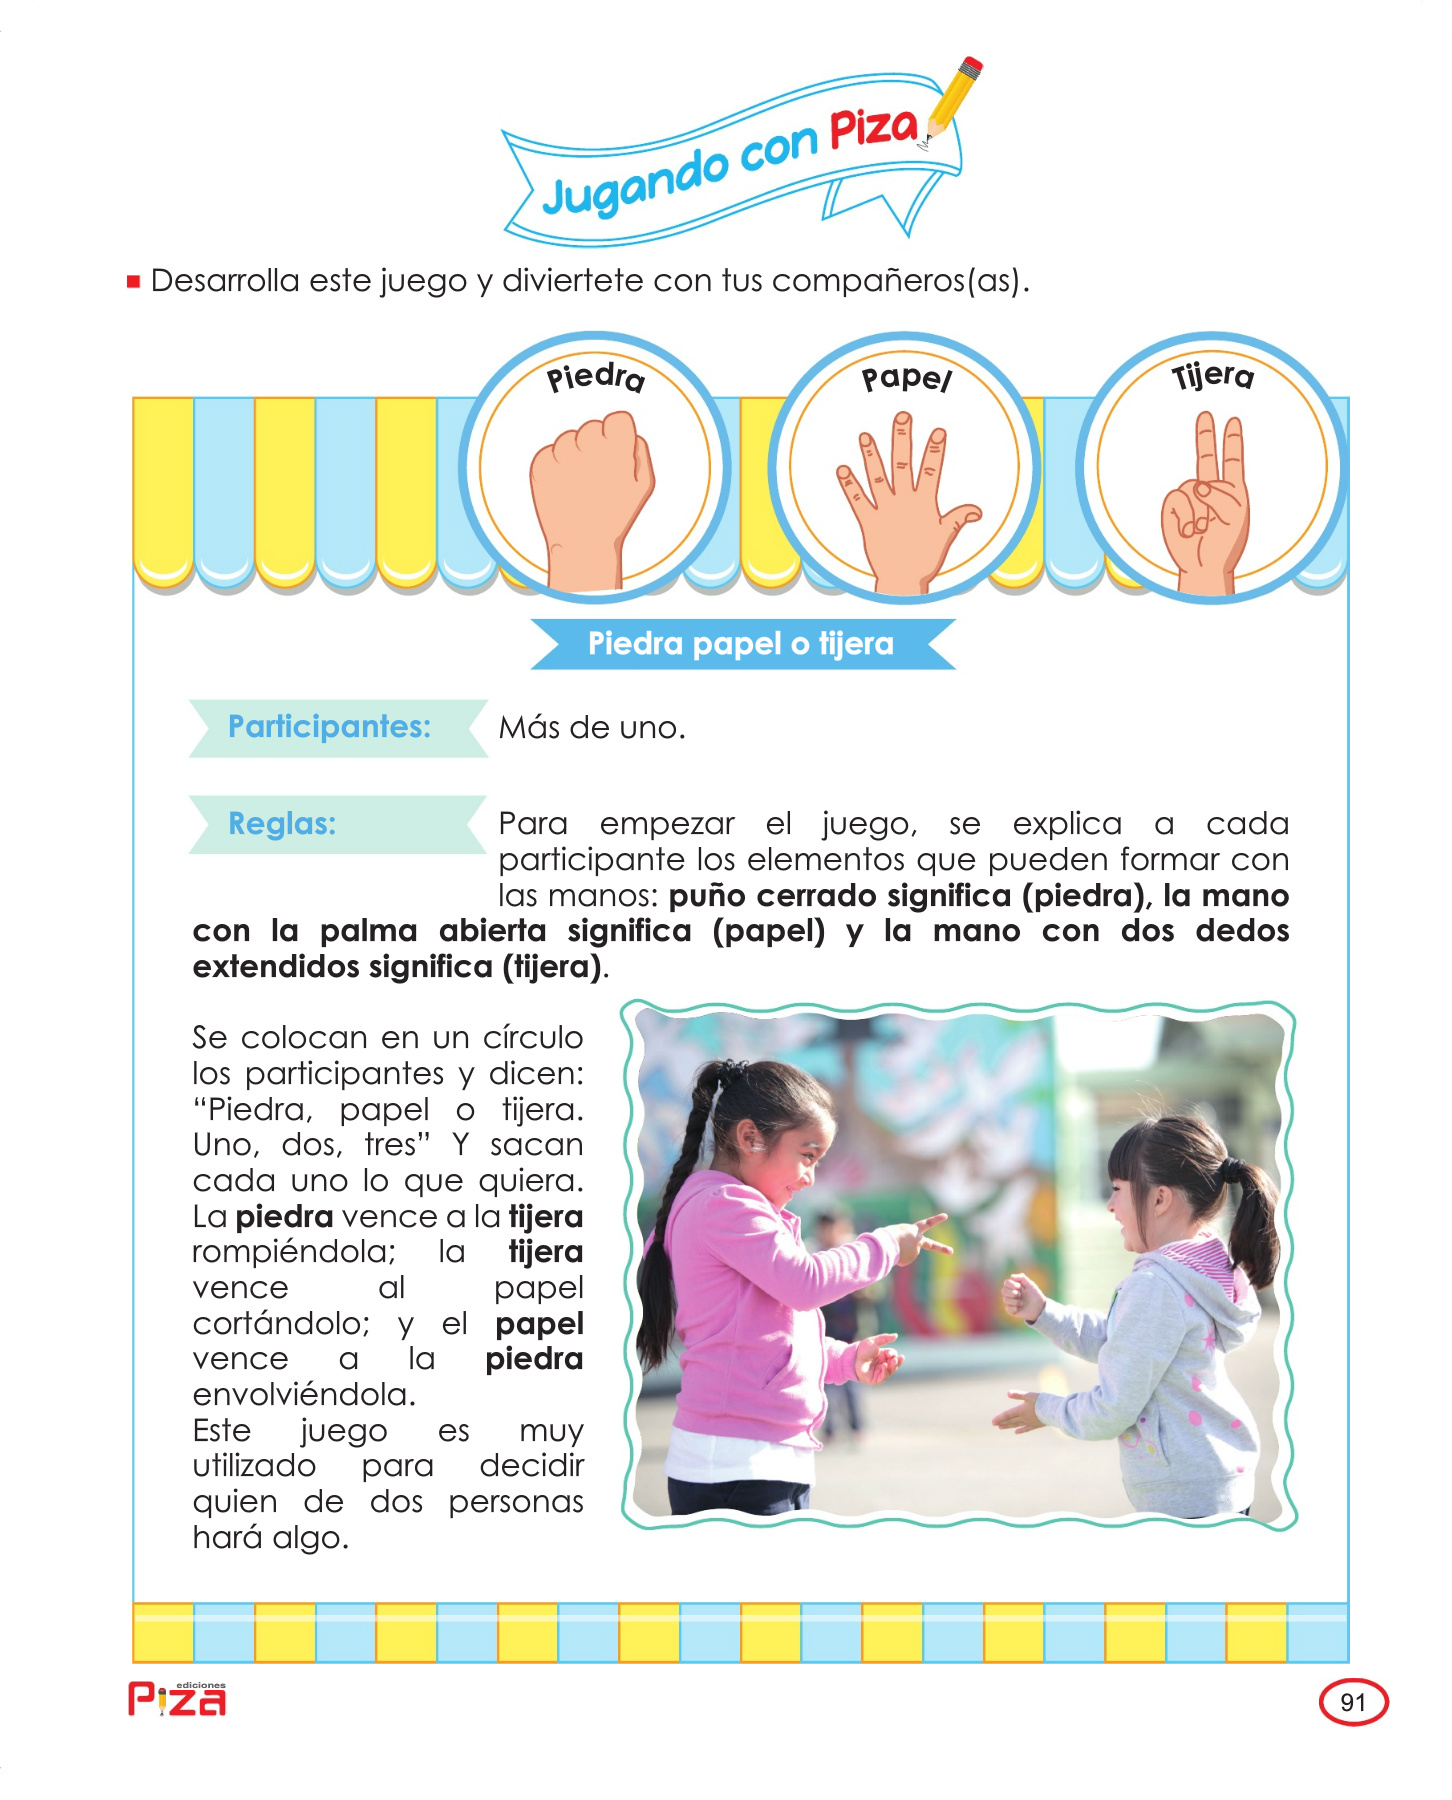 Jugando con Piza
Desarrolla este juego y diviertete con tus compañeros(as).
Piedra
Papel
Tijera
Piedra papel o tijera
Participantes:
Más de uno.
Reglas:
Para empezar el juego, se explica a cada
participante los elementos que pueden formar con
las manos: puño cerrado significa (piedra), la mano
con la palma abierta significa (papel) y la mano con dos dedos
extendidos significa (tijera).
Se colocan en un círculo
los participantes y dicen:
“Piedra, papel o tijera.
Uno, dos, tres” Y sacan
cada uno lo que quiera.
La piedra vence a la tijera
rompiéndola; la tijera
vence al papel
cortándolo; y el papel
vence a la piedra
envolviéndola.
Este juego es muy
utilizado para decidir
quien de dos personas
hará algo.
ediciones
Piza
91